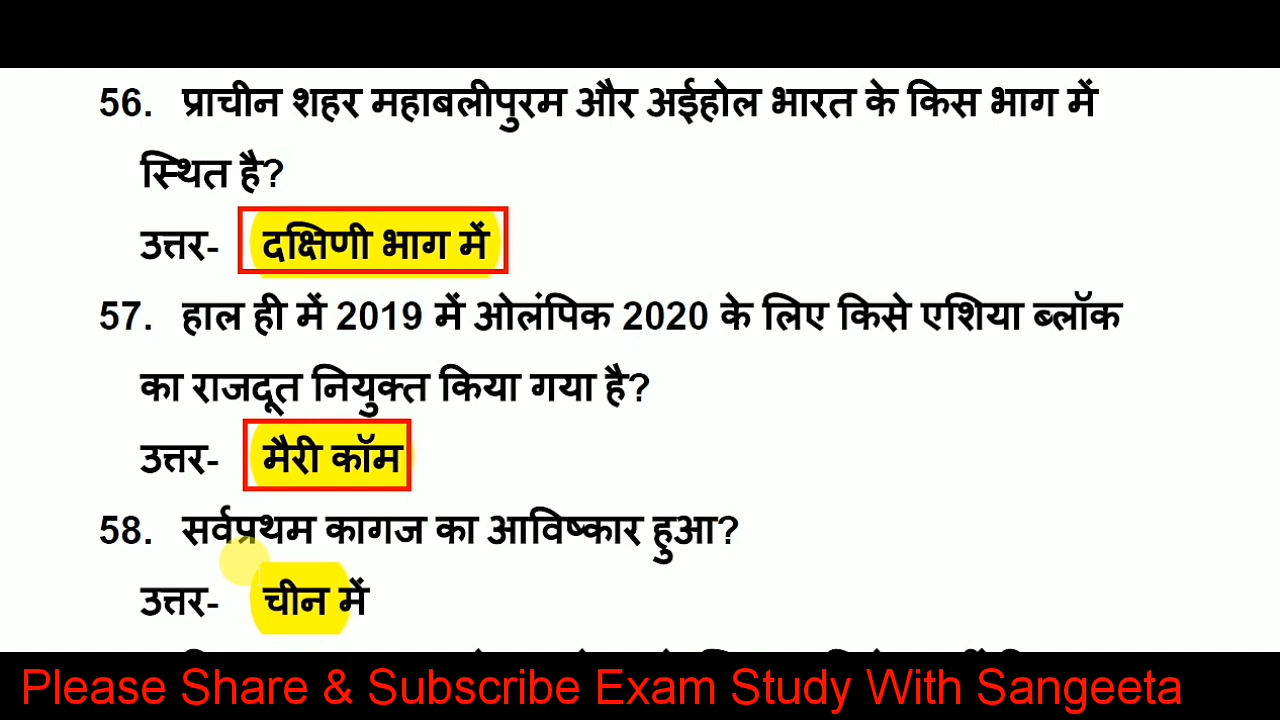 56. प्राचीन शहर महाबलीपुरम और अईहोल भारत के किस भाग में
स्थित है?
उत्तर- दक्षिणी भाग में
57. हाल ही में 2019 में ओलंपिक 2020 के लिए किसे एशिया ब्लॉक
का राजदूत नियुक्त किया गया है?
उत्तर- मैरी कॉम
58. सर्वप्रथम कागज का आविष्कार हुआ?
उत्तर- चीन में
Please Share & Subscribe Exam Study With Sangeeta